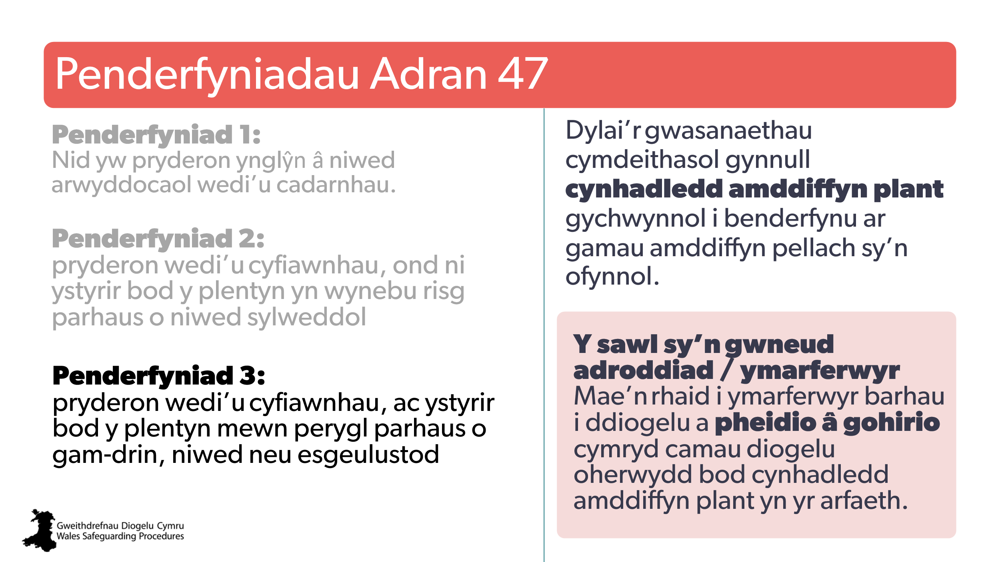 Penderfyniadau Adran 47
Penderfyniad 1:
Nid yw pryderon ynglŷn â niwed
arwyddocaol wedi’u cadarnhau.
Penderfyniad 2:
pryderon wedi’u cyfiawnhau, ond ni
ystyrir bod y plentyn yn wynebu risg
parhaus o niwed sylweddol
Penderfyniad 3:
pryderon wedi’u cyfiawnhau, ac ystyrir
bod y plentyn mewn perygl parhaus o
gam-drin, niwed neu esgeulustod
Dylai’r gwasanaethau
cymdeithasol gynnull
cynhadledd amddiffyn plant
gychwynnol i benderfynu ar
gamau amddiffyn pellach sy’n
ofynnol.
Y sawl sy’n gwneud
adroddiad / ymarferwyr
Mae’n rhaid i ymarferwyr barhau
i ddiogelu a pheidio â gohirio
cymryd camau diogelu
oherwydd bod cynhadledd
amddiffyn plant yn yr arfaeth.
Gweithdrefnau Diogelu Cymru
Wales Safeguarding Procedures